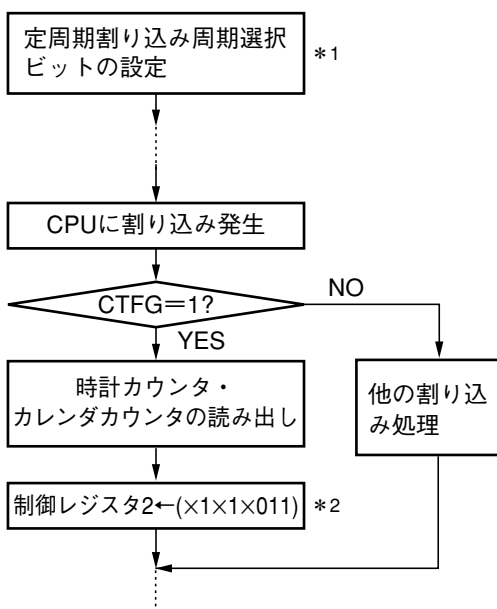 定周期割り込み周期選択
ビットの設定
＊1
CPUに割り込み発生
CTFG＝1?
NO
YES
時計カウンタ・
カレンダカウンタの読み出し
他の割り込
み処理
制御レジスタ2←(×1×1×011)
＊2